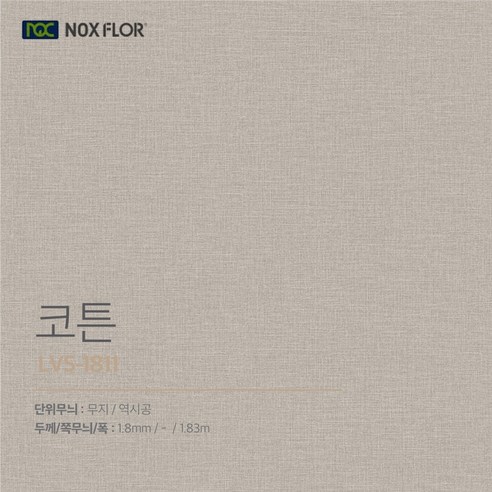 NOX NOX FLOR®
코튼
LVS-1811
단위무늬 : 무지 / 역시공
두께/쪽무늬/폭 : 1.8mm / ~ / 1.83m